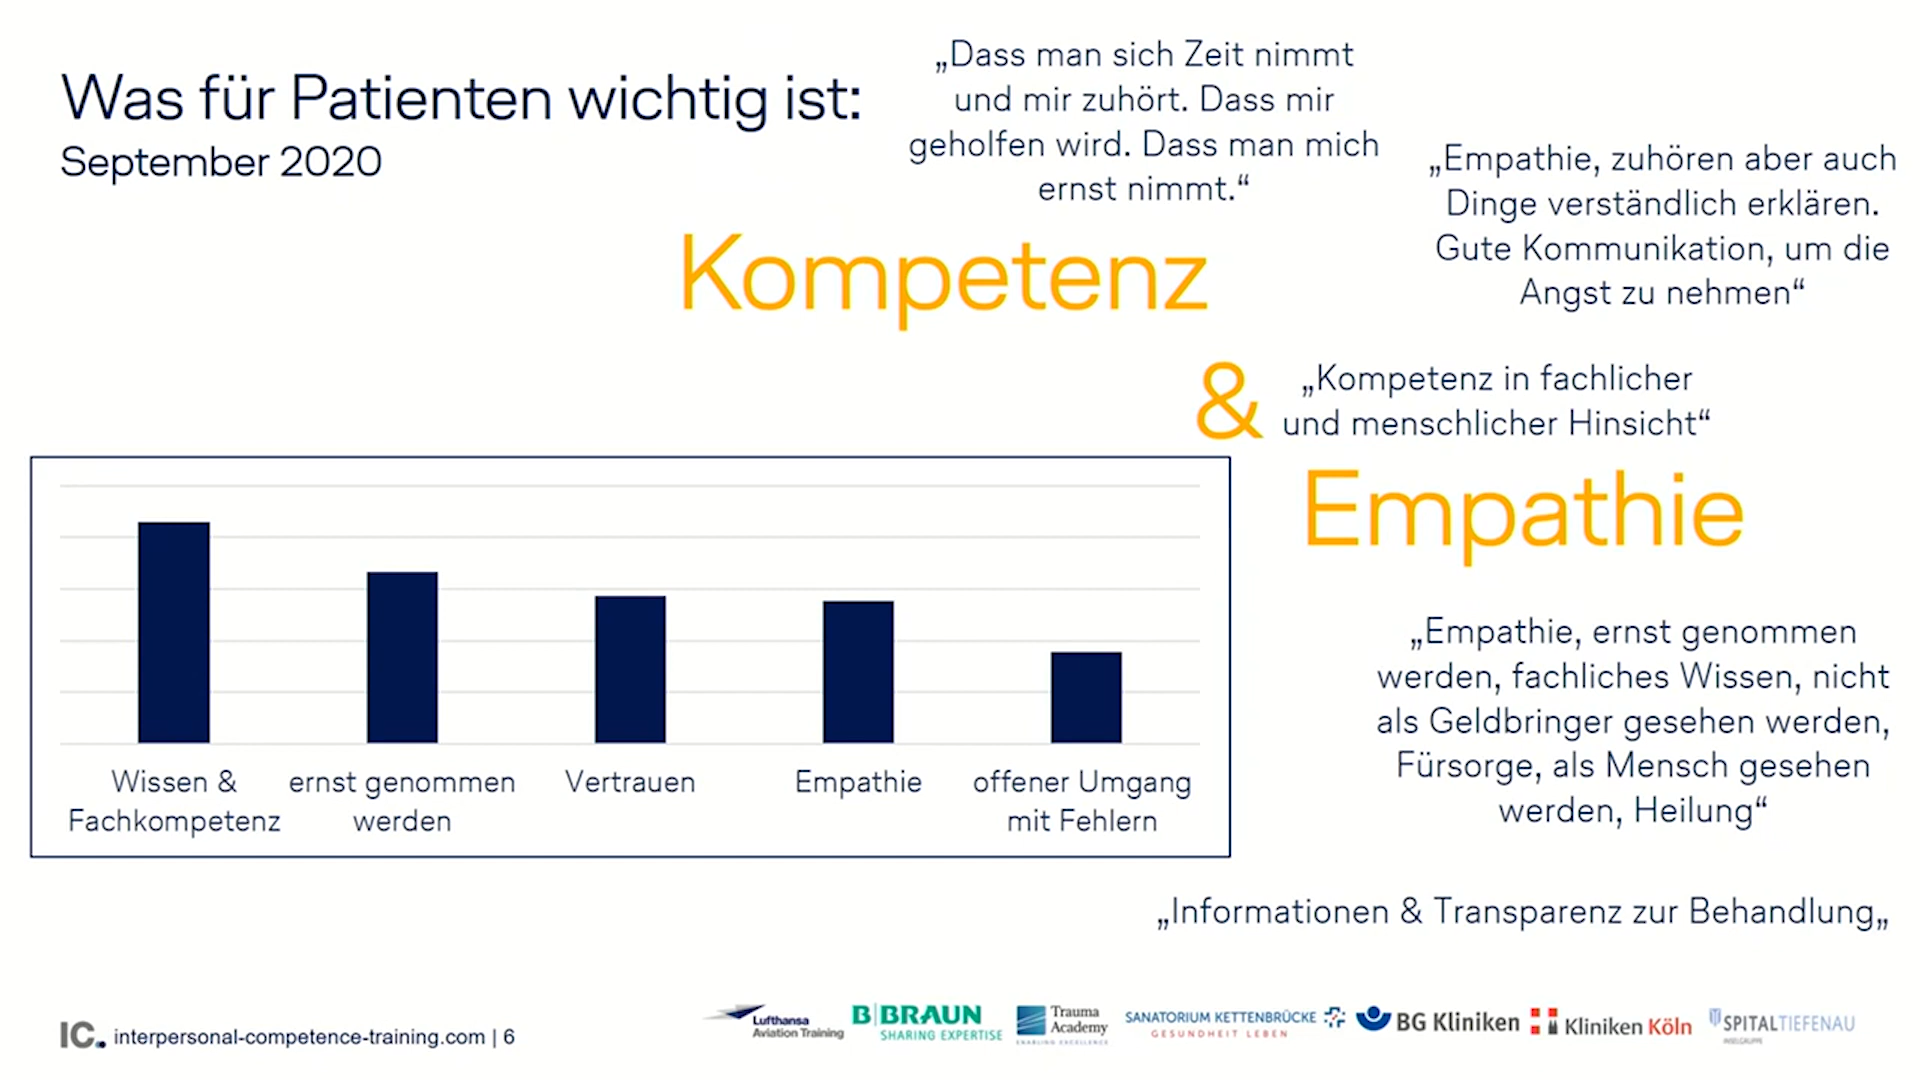 Was für Patienten wichtig ist:
September 2020
„Dass man sich Zeit nimmt
und mir zuhört. Dass mir
geholfen wird. Dass man mich
ernst nimmt.“
„Empathie, zuhören aber auch
Dinge verständlich erklären.
Gute Kommunikation, um die
Angst zu nehmen“
Kompetenz
&
„Kompetenz in fachlicher
und menschlicher Hinsicht“
Empathie
Wissen &
Fachkompetenz
ernst genommen
werden
Vertrauen
Empathie
offener Umgang
mit Fehlern
„Empathie, ernst genommen
werden, fachliches Wissen, nicht
als Geldbringer gesehen werden,
Fürsorge, als Mensch gesehen
werden, Heilung“
„Informationen & Transparenz zur Behandlung„
IC. interpersonal-competence-training.com | 6
Lufthansa
Aviation Training
B|BRAUN
SHARING EXPERTISE
Trauma
Academy
ENABLING EXCELLENCE
SANATORIUM KETTENBRÜCKE
GESUNDHEIT LEBEN
BG Kliniken
Kliniken Köln
SPITALTIEFENAU
INSELGRUPPE